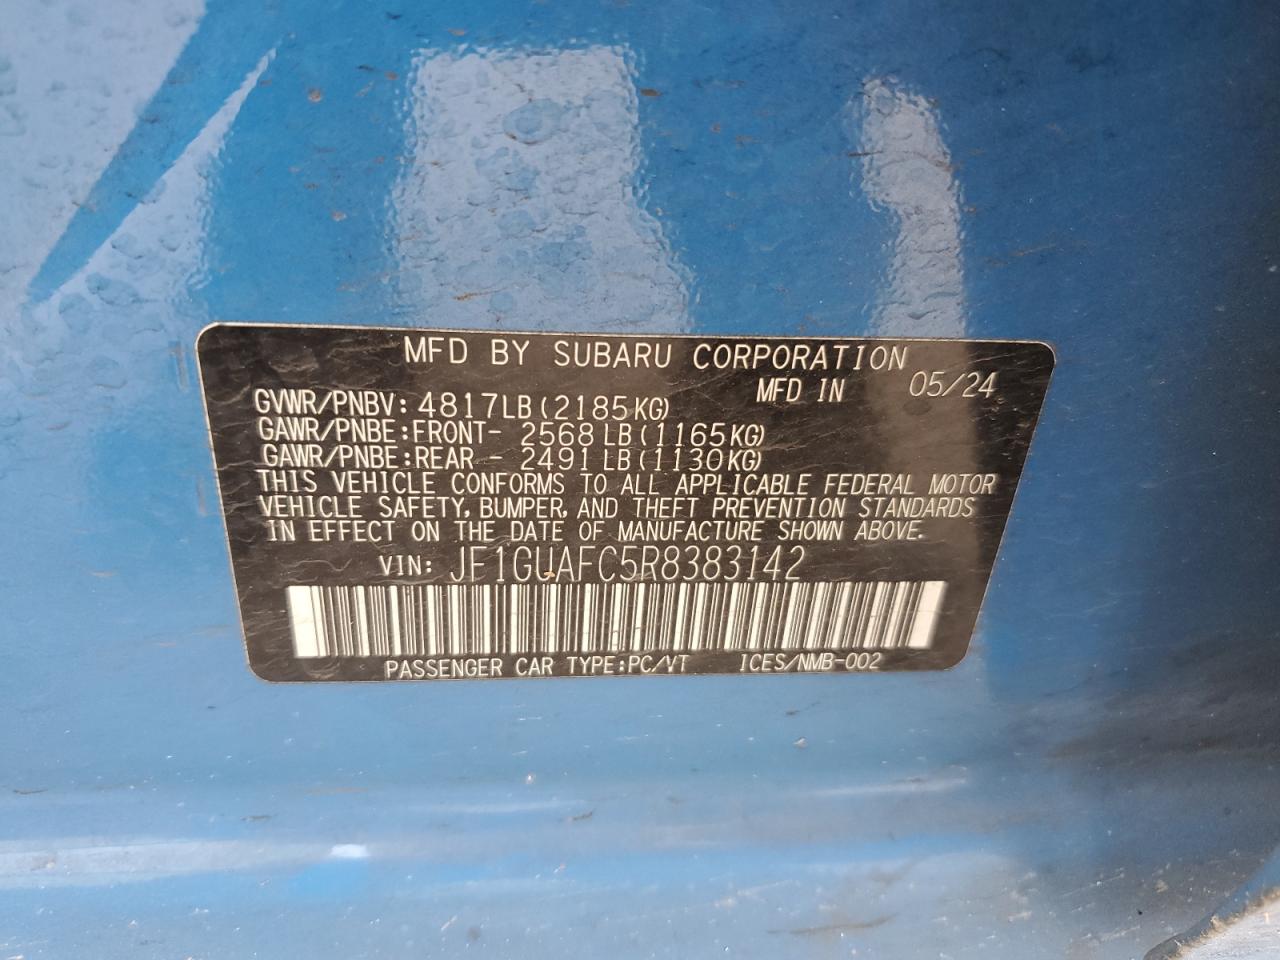 MFD BY SUBARU CORPORATION
MFD IN 05/24
GVWR/PNBV: 4817LB(2185KG)
GAWR/PNBE:FRONT- 2568LB(1165KG)
GAWR/PNBE:REAR - 2491LB(1130KG)
THIS VEHICLE CONFORMS TO ALL APPLICABLE FEDERAL MOTOR
VEHICLE SAFETY, BUMPER, AND THEFT PREVENTION STANDARDS
IN EFFECT ON THE DATE OF MANUFACTURE SHOWN ABOVE.
VIN: JF1GUAFC5R8383142
PASSENGER CAR TYPE:PC/VT ICES/NMB-002